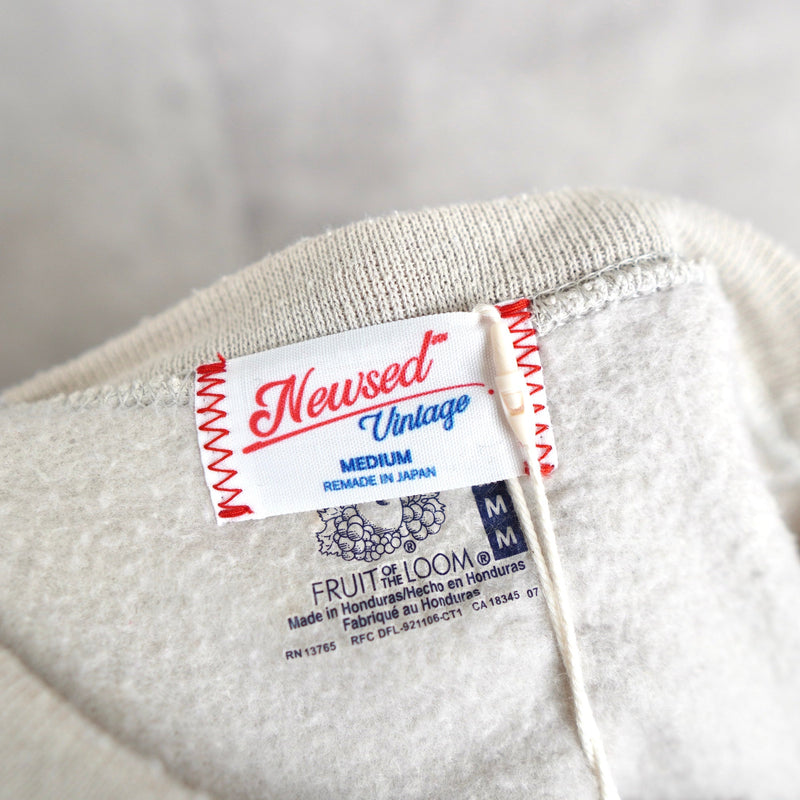 Newsed™
Vintage
MEDIUM
REMADE IN JAPAN
M
M
®
FRUIT OF THE LOOM®
Made in Honduras/Hecho en Honduras
Fabriqué au Honduras
RN 13765 RFC DFL-921106-CT1 CA 18345 07